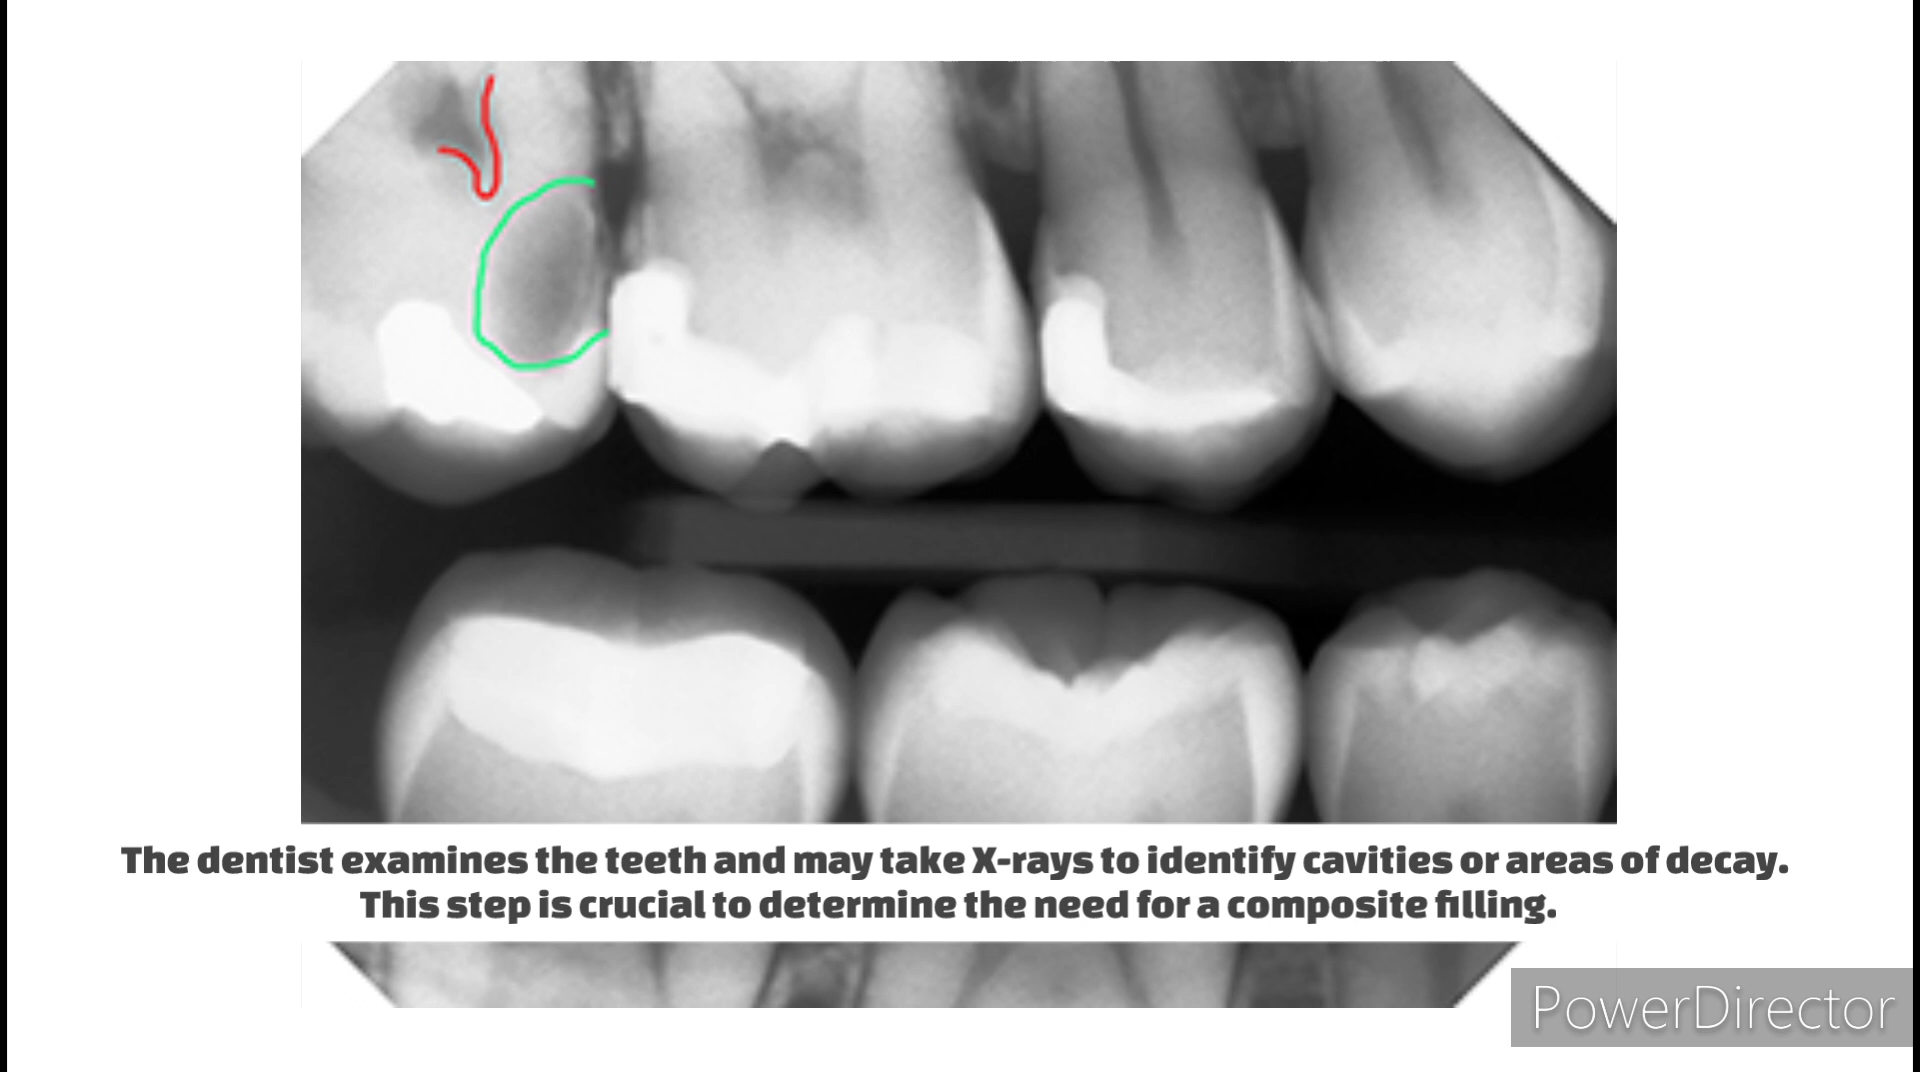 The dentist examines the teeth and may take X-rays to identify cavities or areas of decay.
This step is crucial to determine the need for a composite filling.
PowerDirector